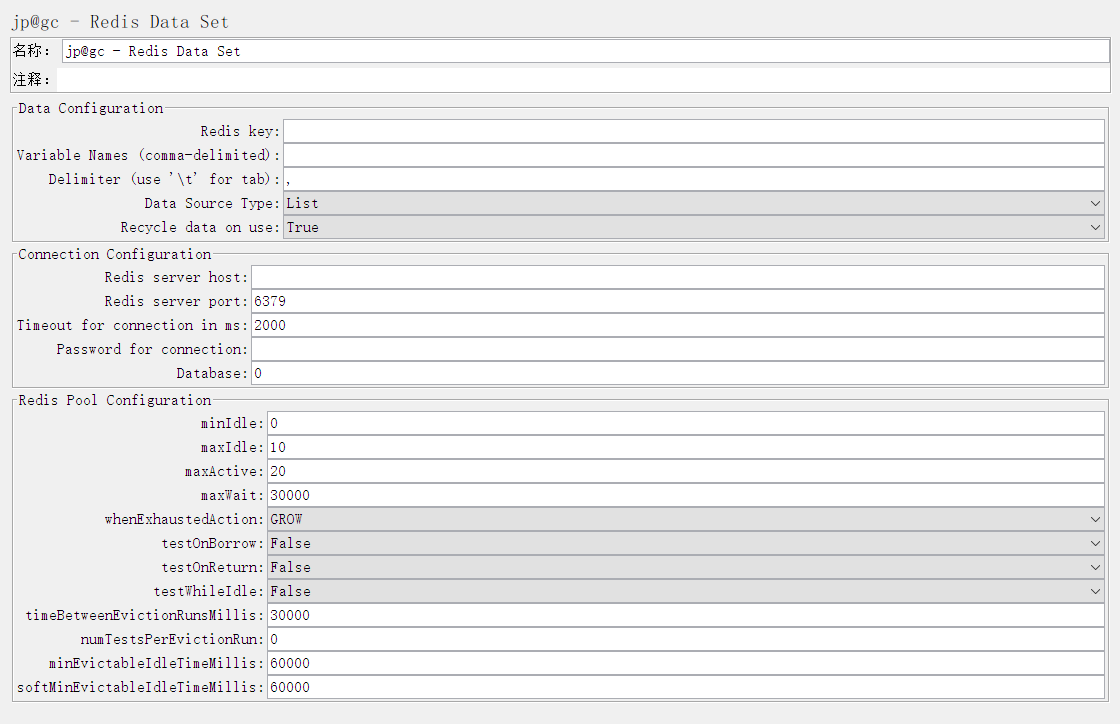 jp@gc - Redis Data Set
名称： jp@gc - Redis Data Set
注释：
Data Configuration
Redis key:
Variable Names (comma-delimited):
Delimiter (use '\t' for tab): ,
Data Source Type: List
Recycle data on use: True
Connection Configuration
Redis server host:
Redis server port: 6379
Timeout for connection in ms: 2000
Password for connection:
Database: 0
Redis Pool Configuration
minIdle: 0
maxIdle: 10
maxActive: 20
maxWait: 30000
whenExhaustedAction: GROW
testOnBorrow: False
testOnReturn: False
testWhileIdle: False
timeBetweenEvictionRunsMillis: 30000
numTestsPerEvictionRun: 0
minEvictableIdleTimeMillis: 60000
softMinEvictableIdleTimeMillis: 60000